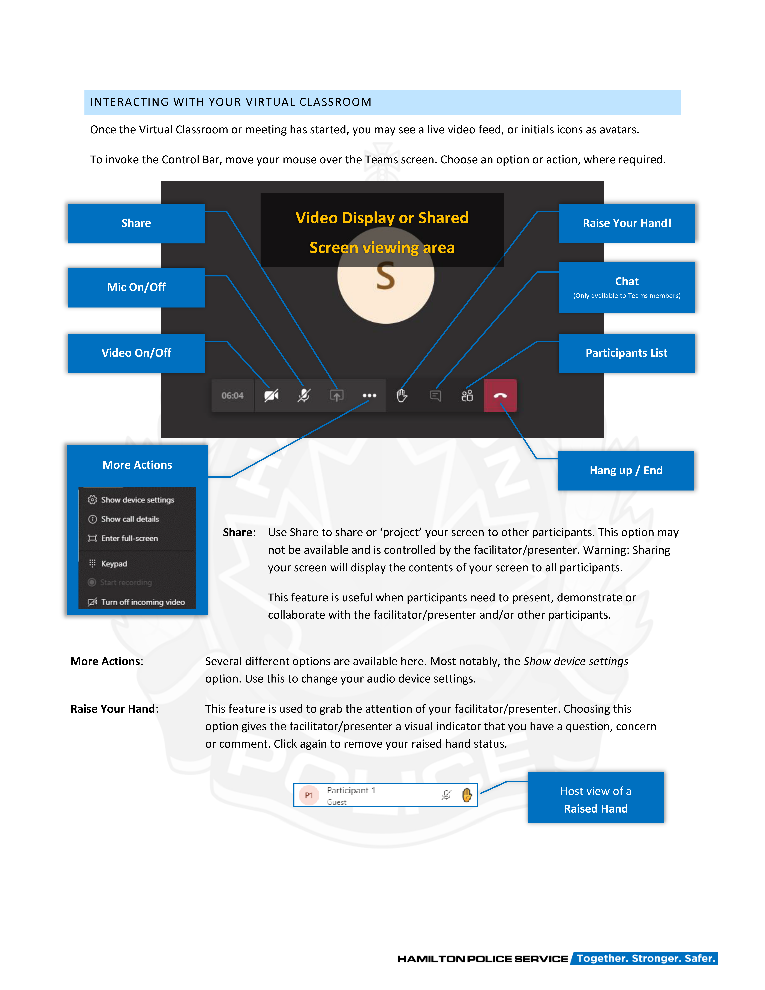 INTERACTING WITH YOUR VIRTUAL CLASSROOM
Once the Virtual Classroom or meeting has started, you may see a live video feed, or initials icons as avatars.
To invoke the Control Bar, move your mouse over the Teams screen. Choose an option or action, where required.
Video Display or Shared
Screen viewing area
S
Share
Mic On/Off
Video On/Off
Raise Your Hand!
Chat
(Only available to Teams members)
Participants List
06:04
More Actions
Show device settings
Show call details
Enter full-screen
Keypad
Start recording
Turn off incoming video
Hang up / End
Share: Use Share to share or ‘project’ your screen to other participants. This option may
not be available and is controlled by the facilitator/presenter. Warning: Sharing
your screen will display the contents of your screen to all participants.
This feature is useful when participants need to present, demonstrate or
collaborate with the facilitator/presenter and/or other participants.
More Actions: Several different options are available here. Most notably, the Show device settings
option. Use this to change your audio device settings.
Raise Your Hand: This feature is used to grab the attention of your facilitator/presenter. Choosing this
option gives the facilitator/presenter a visual indicator that you have a question, concern
or comment. Click again to remove your raised hand status.
P1
Participant 1
Guest
Host view of a
Raised Hand
POLICE
HAMILTON POLICE SERVICE Together. Stronger. Safer.